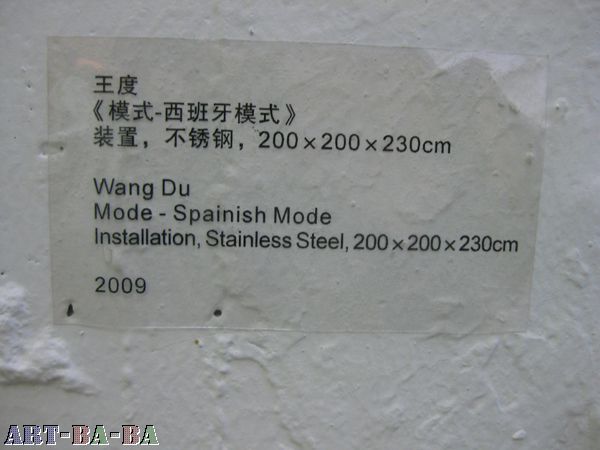 王度
《模式-西班牙模式》
装置，不锈钢，200×200×230cm
Wang Du
Mode - Spainish Mode
Installation, Stainless Steel, 200×200×230cm
2009
ART-BA-BA